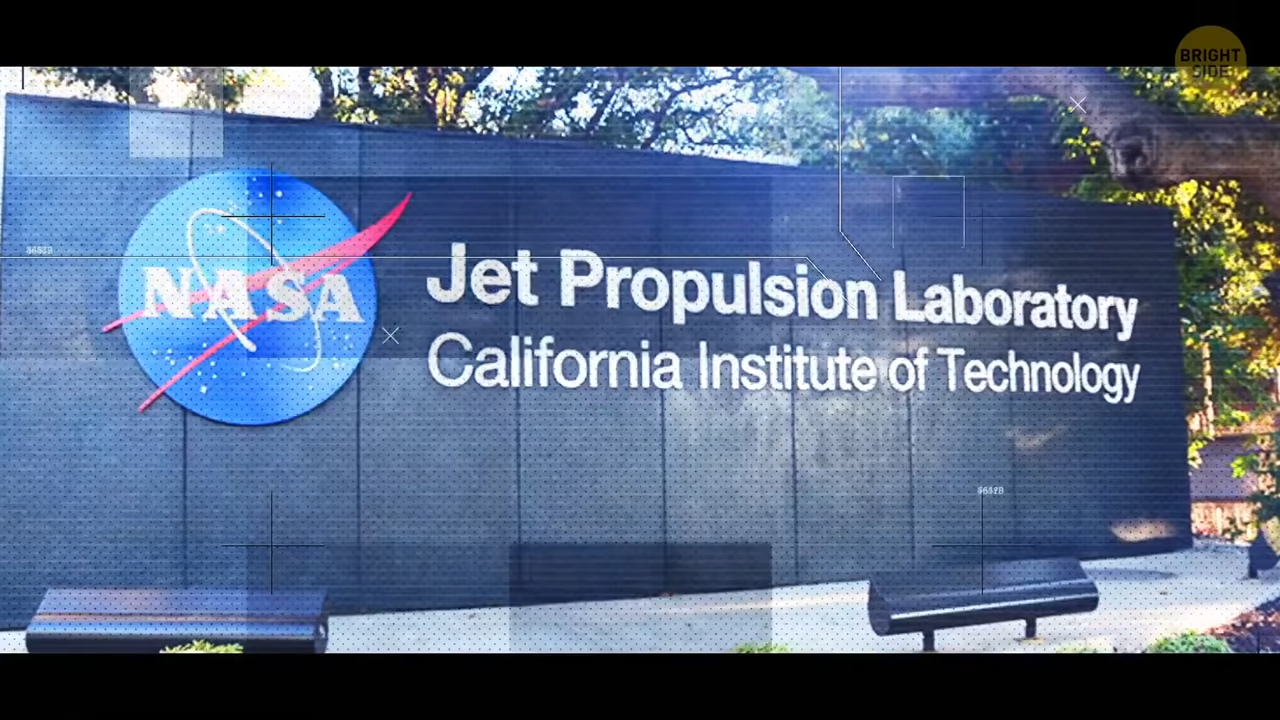 BRIGHT
SIDE
NASA
Jet Propulsion Laboratory
California Institute of Technology